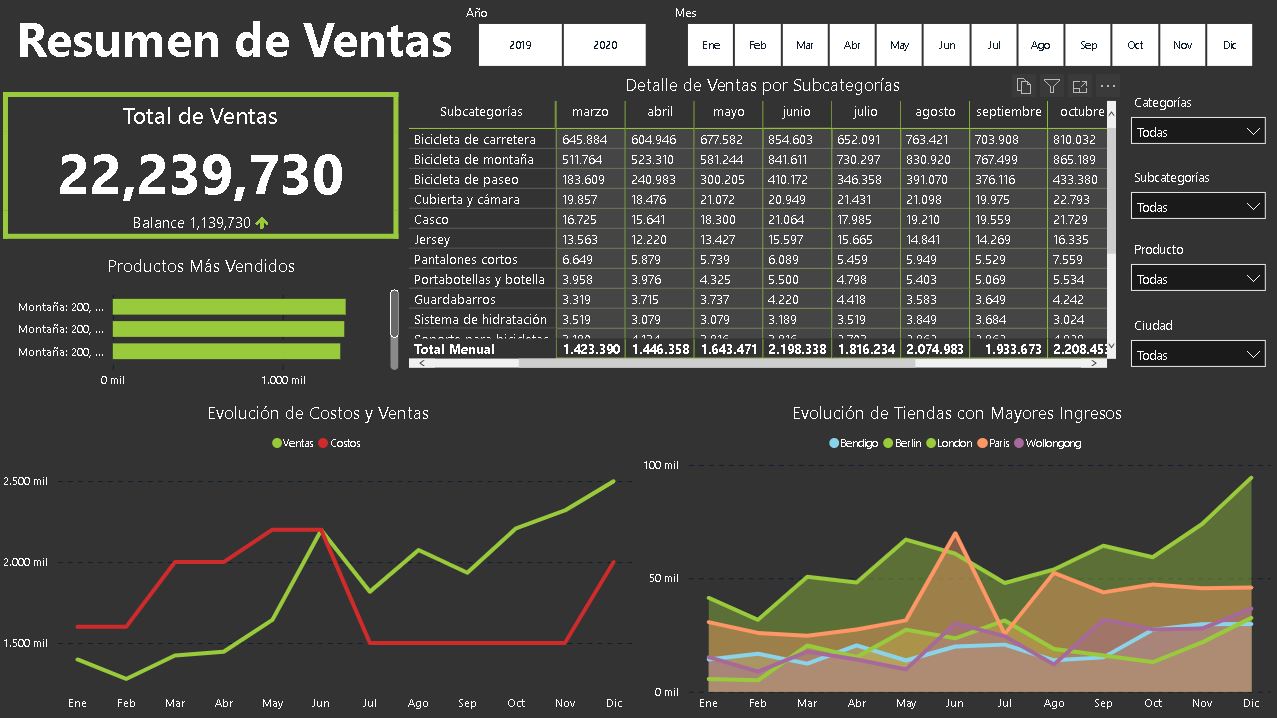 Resumen de Ventas
Año
2019 2020
Mes
Ene Feb Mar Abr May Jun Jul Ago Sep Oct Nov Dic
Total de Ventas
22,239,730
Balance 1,139,730
Productos Más Vendidos
Montaña: 200, ...
Montaña: 200, ...
Montaña: 200, ...
0 mil 1.000 mil
Detalle de Ventas por Subcategorías
Subcategorías marzo abril mayo junio julio agosto septiembre octubre
Bicicleta de carretera 645.884 604.946 677.582 854.603 652.091 763.421 703.908 810.032
Bicicleta de montaña 511.764 523.310 581.244 841.611 730.297 830.920 767.499 865.189
Bicicleta de paseo 183.609 240.983 300.205 410.172 346.358 391.070 376.116 433.380
Cubierta y cámara 19.857 18.476 21.072 20.949 21.431 21.098 19.975 22.793
Casco 16.725 15.641 18.300 21.064 17.985 19.210 19.559 21.729
Jersey 13.563 12.220 13.427 15.597 15.665 14.841 14.269 16.335
Pantalones cortos 6.649 5.879 5.739 6.089 5.459 5.949 5.529 7.559
Portabotellas y botella 3.958 3.976 4.325 5.500 4.798 5.403 5.069 5.534
Guardabarros 3.319 3.715 3.737 4.220 4.418 3.583 3.649 4.242
Sistema de hidratación 3.519 3.079 3.079 3.189 3.519 3.849 3.684 3.024
Total Menual 1.423.390 1.446.358 1.643.471 2.198.338 1.816.234 2.074.983 1.933.673 2.208.453
Categorías
Todas
Subcategorías
Todas
Producto
Todas
Ciudad
Todas
Evolución de Costos y Ventas
Ventas Costos
2.500 mil
2.000 mil
1.500 mil
Ene Feb Mar Abr May Jun Jul Ago Sep Oct Nov Dic
Evolución de Tiendas con Mayores Ingresos
Bendigo Berlin London Paris Wollongong
100 mil
50 mil
0 mil
Ene Feb Mar Abr May Jun Jul Ago Sep Oct Nov Dic